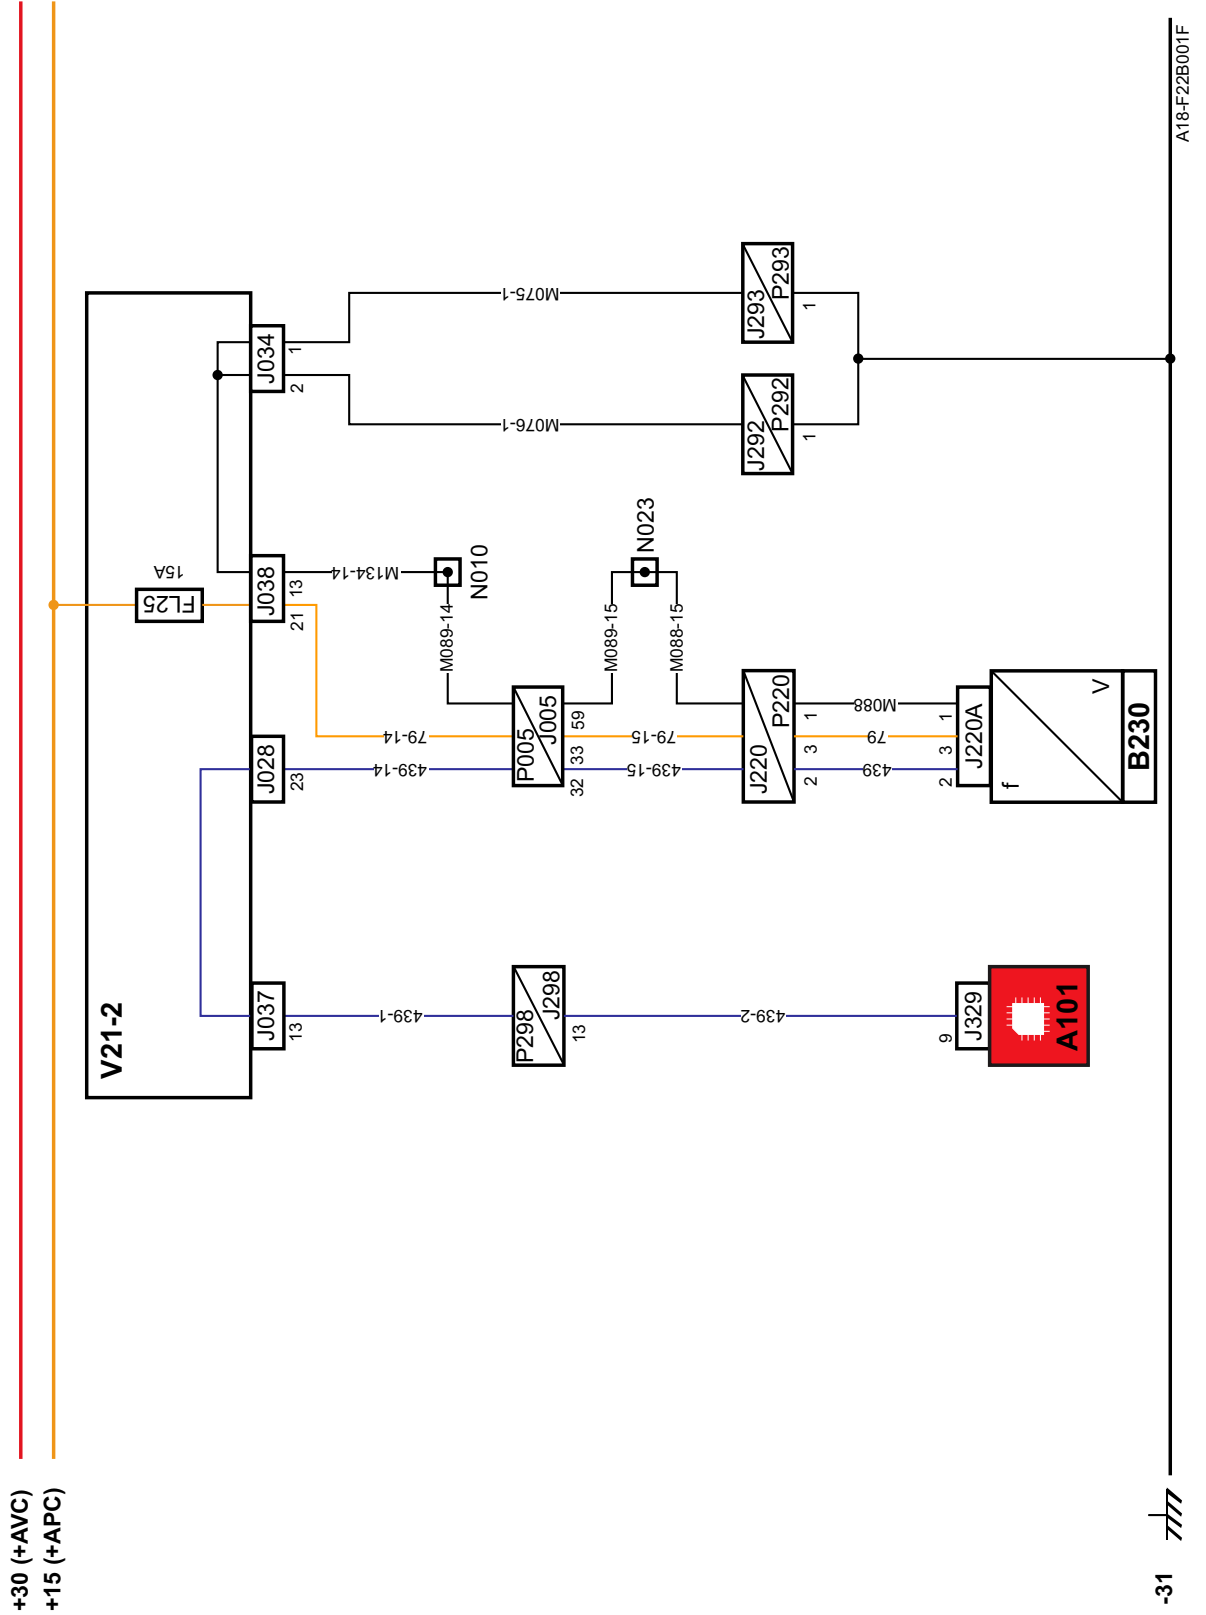 +30 (+AVC)
+15 (+APC)
V21-2
FL25
15A
J037
13
J028
23
J038
21
13
J034
2
1
439-1
439-14
79-14
M134-14
M089-14
N010
M076-1
M075-1
P298
J298
13
P005
J005
32
33
59
439-15
79-15
M089-15
N023
M088-15
J220
P220
2
3
1
J292
P292
1
J293
P293
1
439-2
439
79
M088
9
J329
A101
2
3
1
J220A
f
V
B230
-31
A18-F22B001F